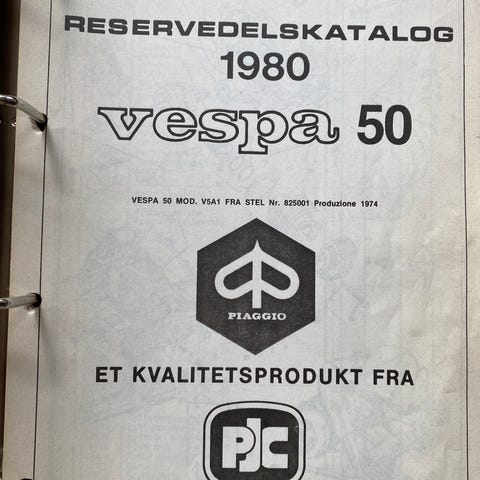 RESERVEDELSKATALOG
1980
vespa 50
VESPA 50 MOD. V5A1 FRA STEL Nr. 825001 Produzione 1974
PIAGGIO
ET KVALITETSPRODUKT FRA
PJC